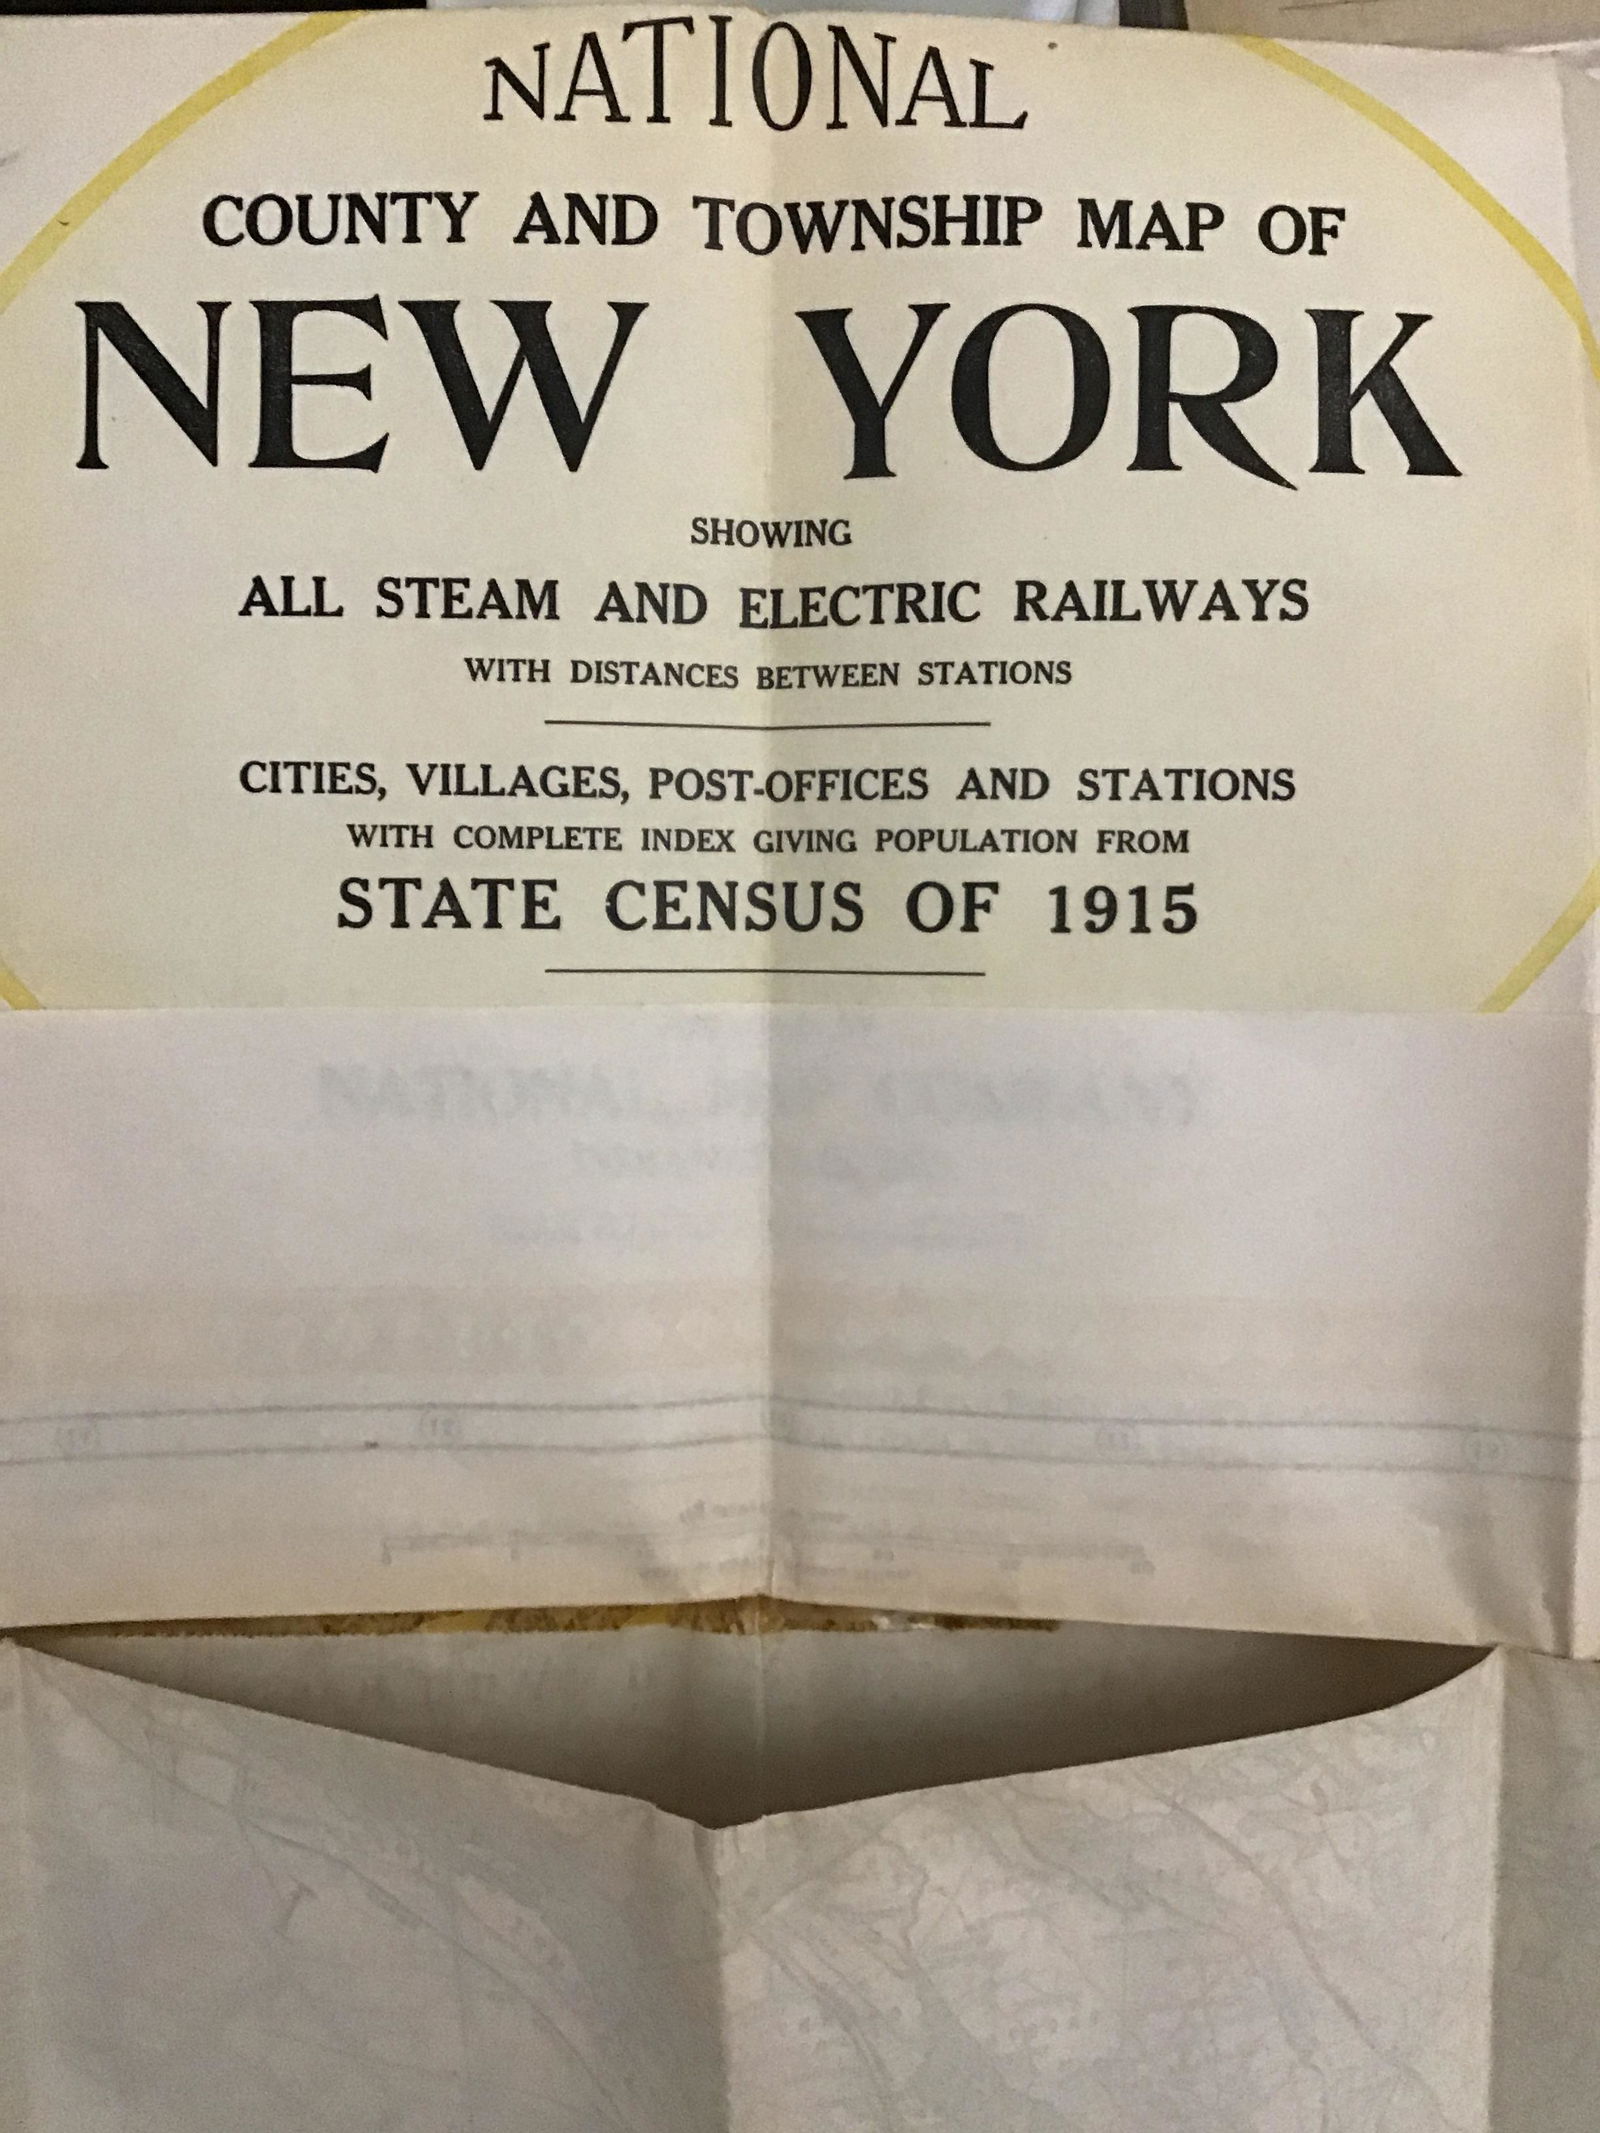 NATIONAL
COUNTY AND TOWNSHIP MAP OF
NEW YORK
SHOWING
ALL STEAM AND ELECTRIC RAILWAYS
WITH DISTANCES BETWEEN STATIONS
CITIES, VILLAGES, POST-OFFICES AND STATIONS
WITH COMPLETE INDEX GIVING POPULATION FROM
STATE CENSUS OF 1915